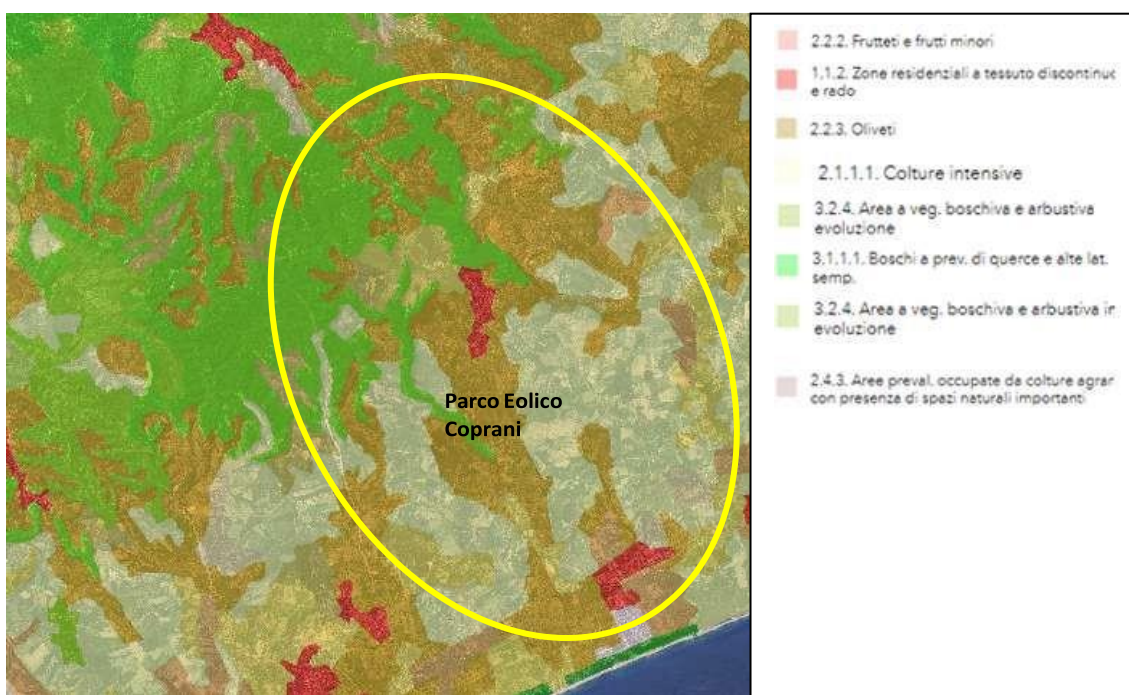 Parco Eolico
Coprani
2.2.2. Frutteti e frutti minori
1.1.2. Zone residenziali a tessuto discontinuo
e rado
2.2.3. Oliveti
2.1.1.1. Colture intensive
3.2.4. Area a veg. boschiva e arbustiva
evoluzione
3.1.1.1. Boschi a prev. di querce e alte lat.
semp.
3.2.4. Area a veg. boschiva e arbustiva in
evoluzione
2.4.3. Aree preval. occupate da colture agrar
con presenza di spazi naturali importanti